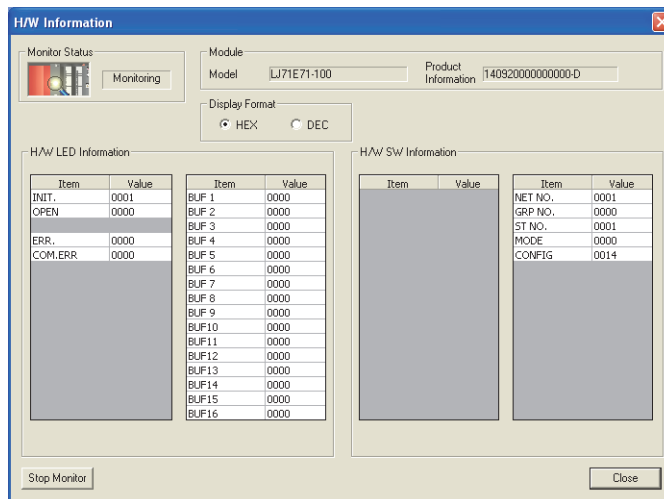 H/W Information
Monitor Status
Monitoring
Module
Model LJ71E71-100 Product Information 140920000000000-D
Display Format
HEX DEC
H/W LED Information
Item Value
INIT. 0001
OPEN 0000
ERR. 0000
COM.ERR 0000
Item Value
BUF 1 0000
BUF 2 0000
BUF 3 0000
BUF 4 0000
BUF 5 0000
BUF 6 0000
BUF 7 0000
BUF 8 0000
BUF 9 0000
BUF10 0000
BUF11 0000
BUF12 0000
BUF13 0000
BUF14 0000
BUF15 0000
BUF16 0000
H/W SW Information
Item Value
Item Value
NET NO. 0001
GRP NO. 0000
ST NO. 0001
MODE 0000
CONFIG 0014
Stop Monitor
Close